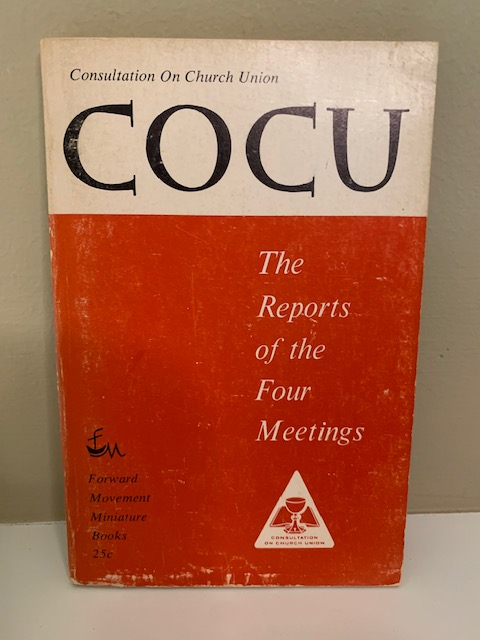 Consultation On Church Union
COCU
The
Reports
of the
Four
Meetings
fm
Forward
Movement
Miniature
Books
25c
CONSULTATION
ON CHURCH UNION